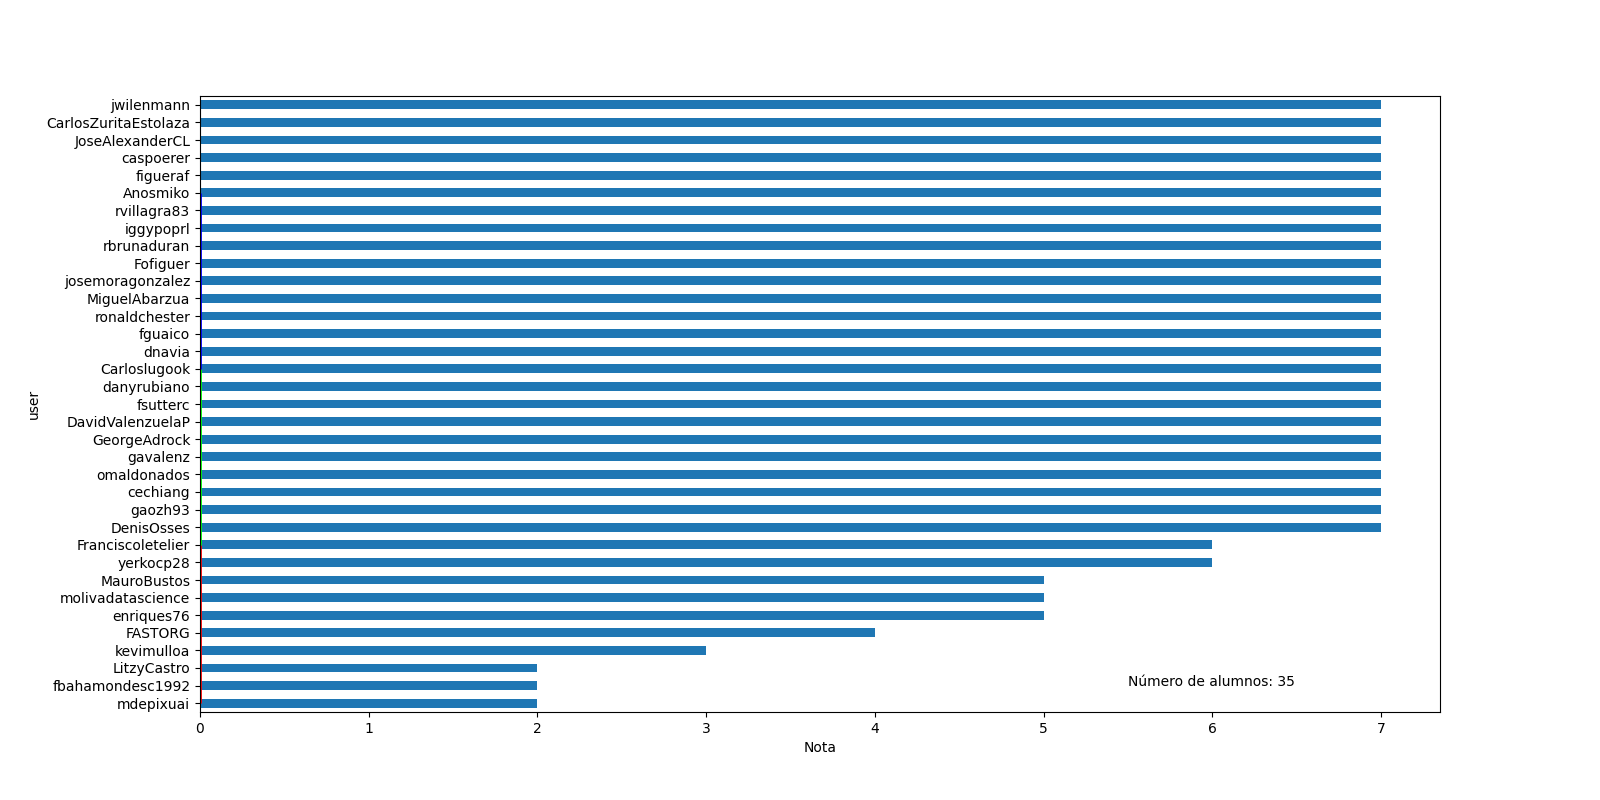 jwilenmann
CarlosZuritaEstolaza
JoseAlexanderCL
caspoerer
figueraf
Anosmiko
rvillagra83
iggypoprl
rbrunaduran
Fofiguer
josemoragonzalez
MiguelAbarzua
ronaldchester
fguaico
dnavia
Carloslugook
danyrubiano
fsutterc
DavidValenzuelaP
GeorgeAdrock
gavalenz
omaldonados
cechiang
gaozh93
DenisOsses
Franciscoletelier
yerkocp28
MauroBustos
molivadatascience
enriques76
FASTORG
kevimulloa
LitzyCastro
fbahamondesc1992
mdepixuai
user
Número de alumnos: 35
0 1 2 3 4 5 6 7
Nota